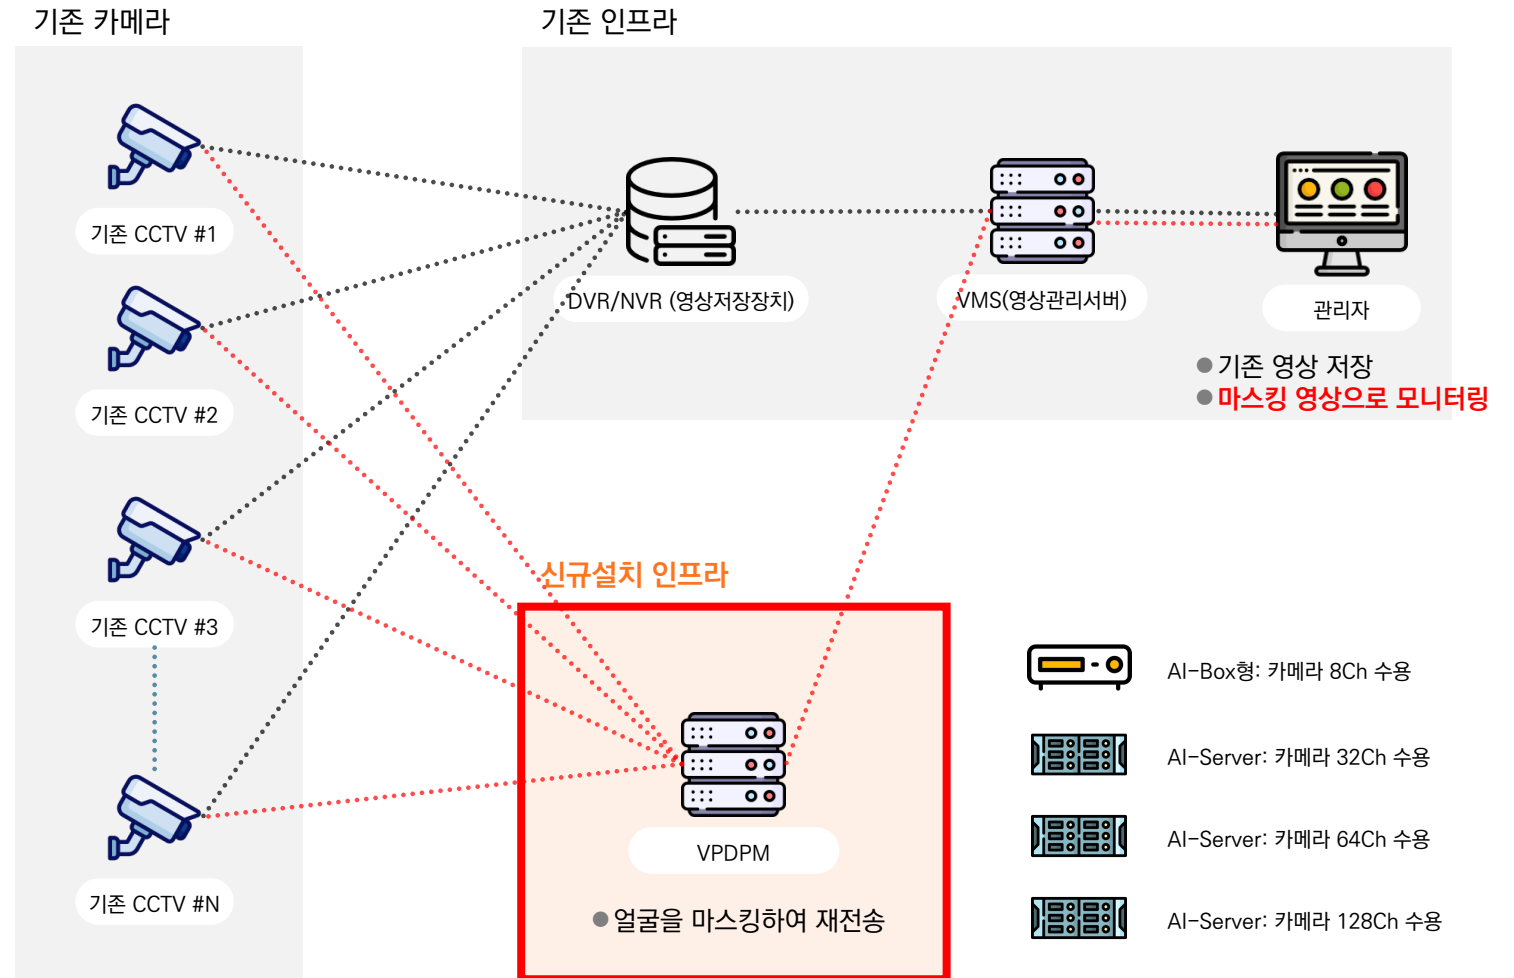 기존 카메라
기존 인프라
기존 CCTV #1
기존 CCTV #2
기존 CCTV #3
기존 CCTV #N
DVR/NVR (영상저장장치)
VMS(영상관리서버)
관리자
기존 영상 저장
마스킹 영상으로 모니터링
신규설치 인프라
VPDPM
얼굴을 마스킹하여 재전송
AI-Box형: 카메라 8Ch 수용
AI-Server: 카메라 32Ch 수용
AI-Server: 카메라 64Ch 수용
AI-Server: 카메라 128Ch 수용